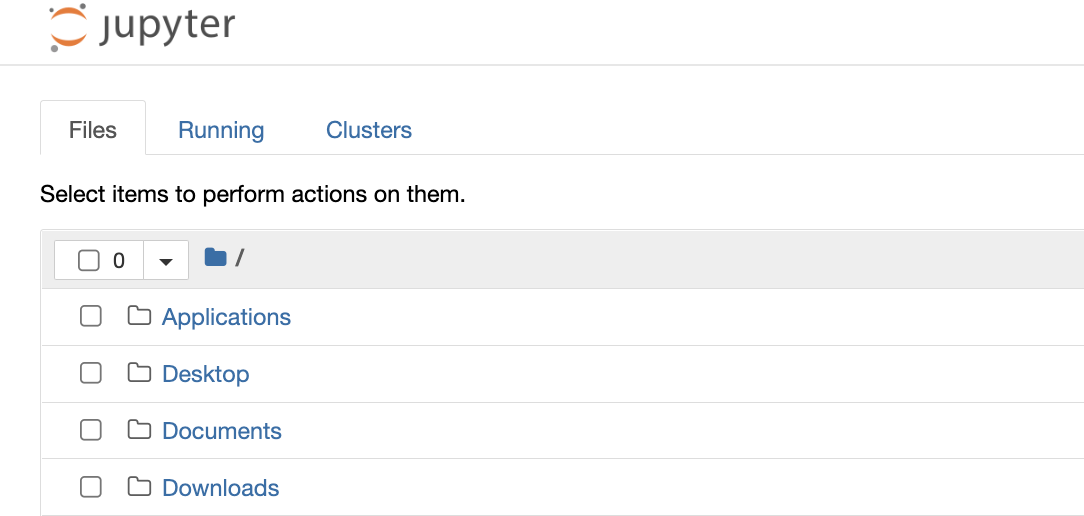 jupyter
Files Running Clusters
Select items to perform actions on them.
0 /
Applications
Desktop
Documents
Downloads